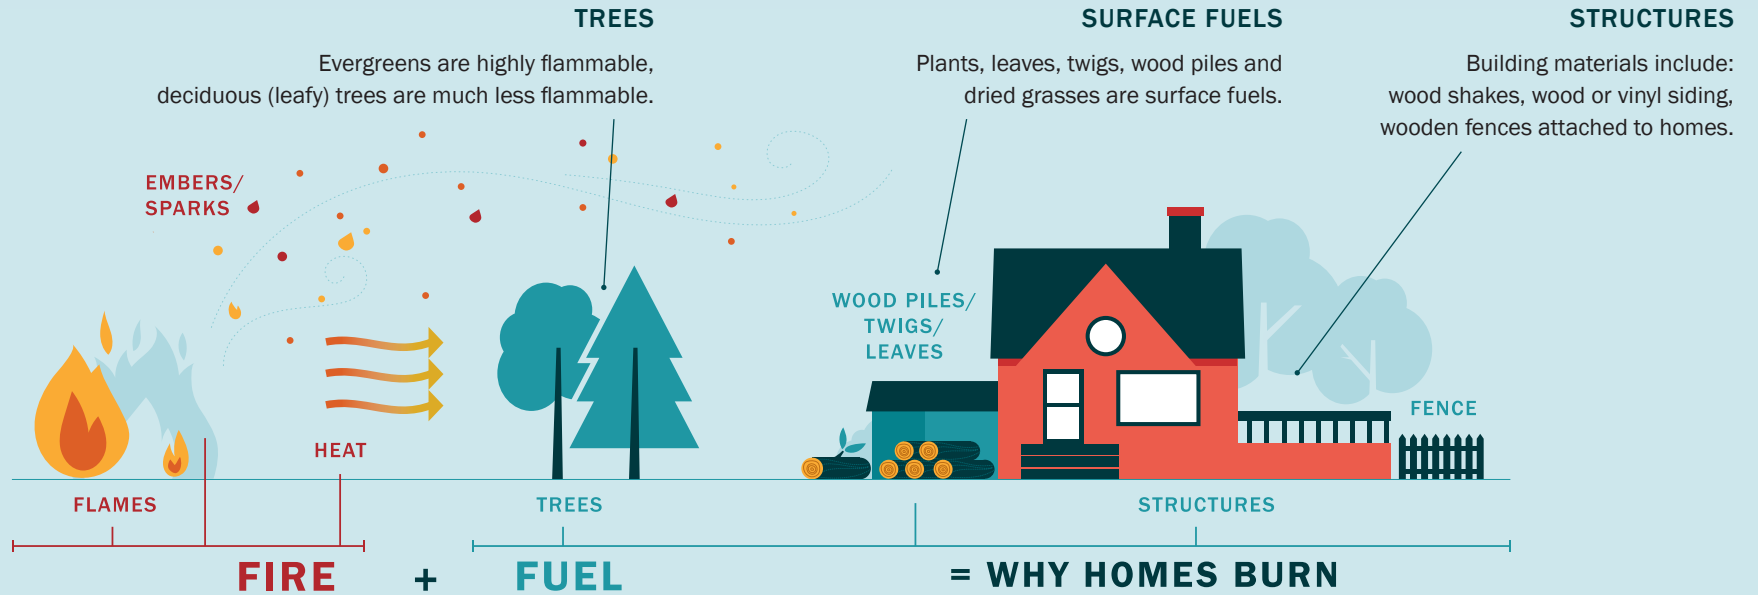 TREES
Evergreens are highly flammable,
deciduous (leafy) trees are much less flammable.
SURFACE FUELS
Plants, leaves, twigs, wood piles and
dried grasses are surface fuels.
STRUCTURES
Building materials include:
wood shakes, wood or vinyl siding,
wooden fences attached to homes.
EMBERS/
SPARKS
WOOD PILES/
TWIGS/
LEAVES
FENCE
HEAT
FLAMES
TREES
STRUCTURES
FIRE + FUEL = WHY HOMES BURN